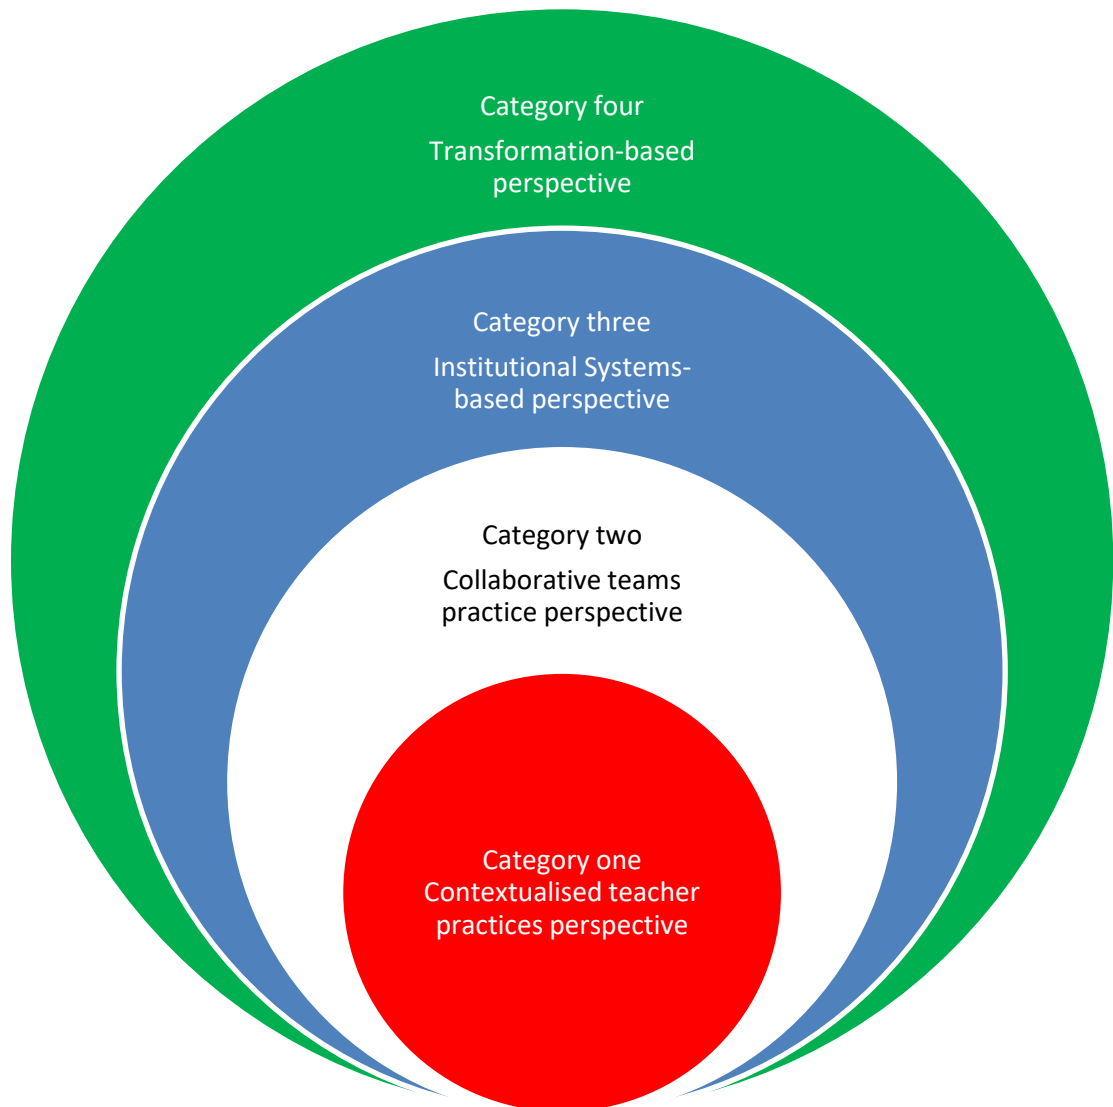 Category four
Transformation-based
perspective
Category three
Institutional Systems-
based perspective
Category two
Collaborative teams
practice perspective
Category one
Contextualised teacher
practices perspective